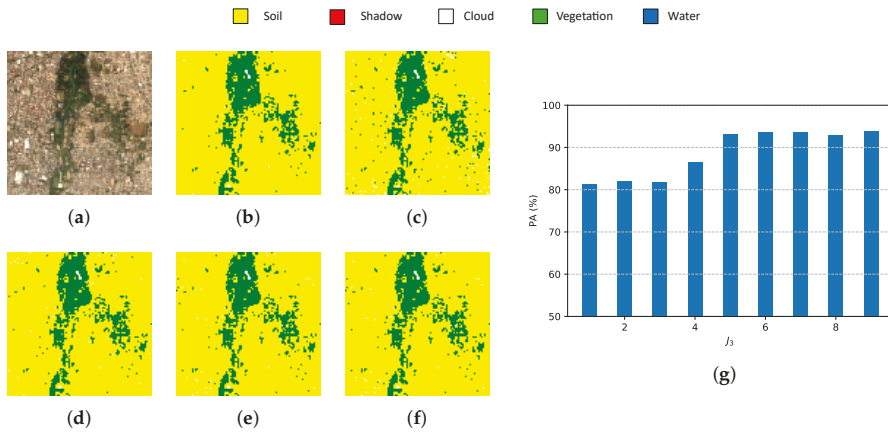 Soil Shadow Cloud Vegetation Water
(a) (b) (c)
(d) (e) (f)
100
90
80
70
60
50
PA (%)
2 4 6 8
J3
(g)